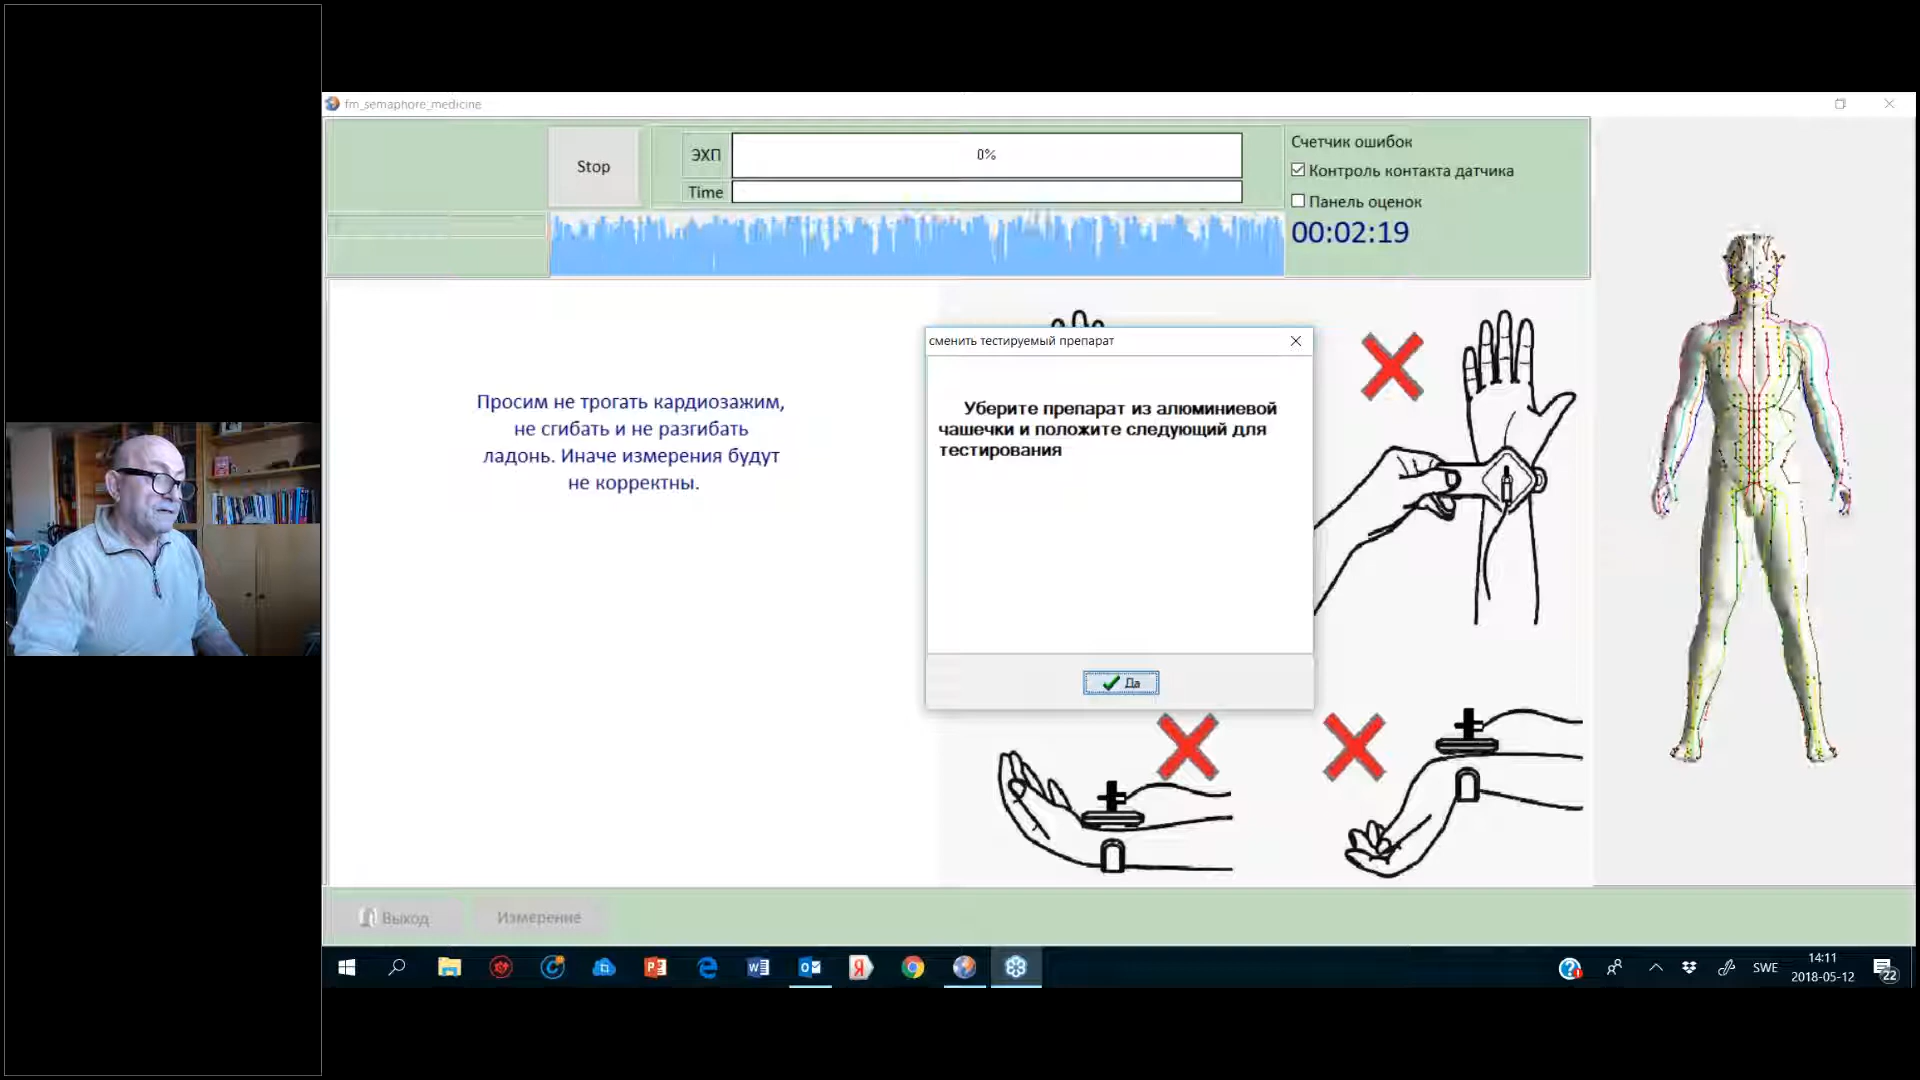 fm_semaphore_medicine
Stop
ЭХП
0%
Time
Счетчик ошибок
Контроль контакта датчика
Панель оценок
00:02:19
Просим не трогать кардиозажим,
не сгибать и не разгибать
ладонь. Иначе измерения будут
не корректны.
сменить тестируемый препарат
Уберите препарат из алюминиевой
чашечки и положите следующий для
тестирования
Да
Выход
Измерение
SWE
14:11
2018-05-12
22